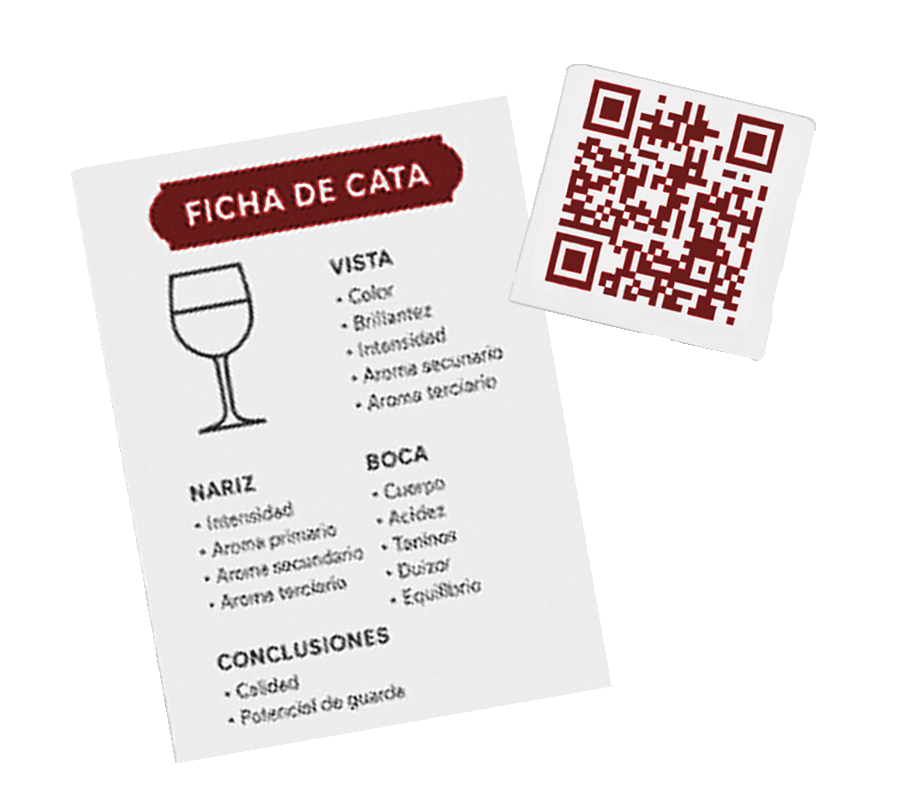 FICHA DE CATA
VISTA
• Color
• Brillantez
• Intensidad
• Aroma secunario
• Aroma terciario
NARIZ
• Intensidad
• Aroma primario
• Aroma secundario
• Aroma terciario
BOCA
• Cuerpo
• Acidez
• Taninos
• Dulzor
• Equilibrio
CONCLUSIONES
• Calidad
• Potencial de guarda